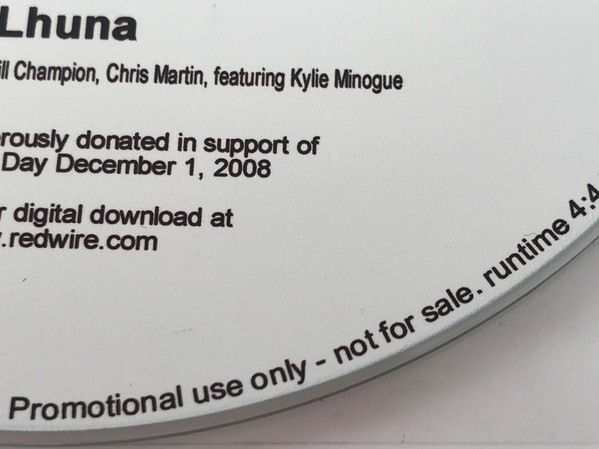 Lhuna
ill Champion, Chris Martin, featuring Kylie Minogue
rously donated in support of
Day December 1, 2008
r digital download at
.redwire.com
Promotional use only - not for sale. runtime 4:4